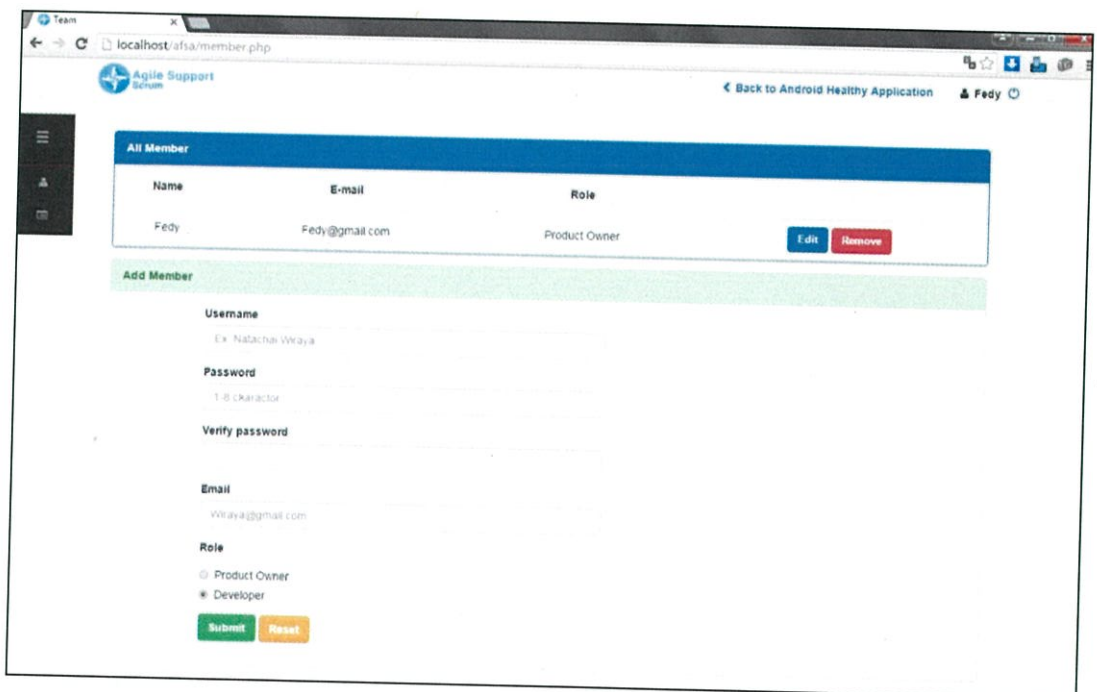 Team
localhost/afsa/member.php
Agile Support
Scrum
Back to Android Healthy Application
Fedy
All Member
Name E-mail Role
Fedy Fedy@gmail.com Product Owner Edit Remove
Add Member
Username
Ex. Natachai Wiraya
Password
1-8 charactor
Verify password
Email
Wiraya@gmail.com
Role
Product Owner
Developer
Submit Reset